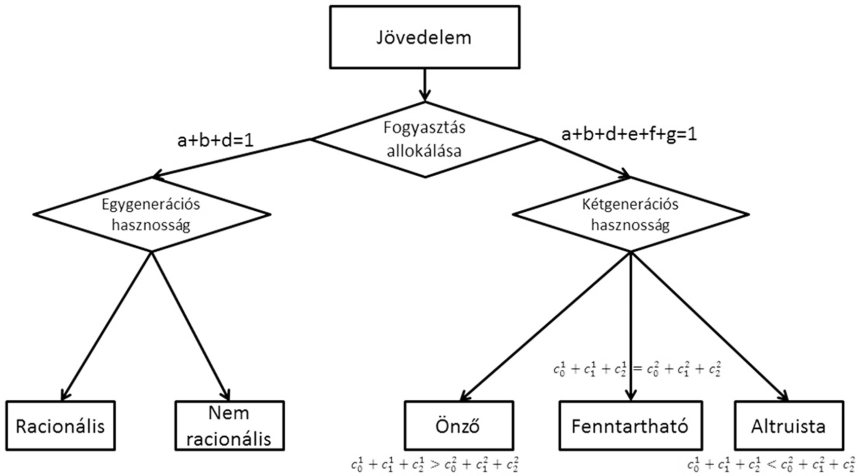 Jövedelem
a+b+d=1
Fogyasztás
allokálása
a+b+d+e+f+g=1
Egygenerációs
hasznosság
Kétgenerációs
hasznosság
$c_0^1 + c_1^1 + c_2^1 = c_0^2 + c_1^2 + c_2^2$
Racionális
Nem
racionális
Önző
Fenntartható
Altruista
$c_0^1 + c_1^1 + c_2^1 > c_0^2 + c_1^2 + c_2^2$
$c_0^1 + c_1^1 + c_2^1 < c_0^2 + c_1^2 + c_2^2$